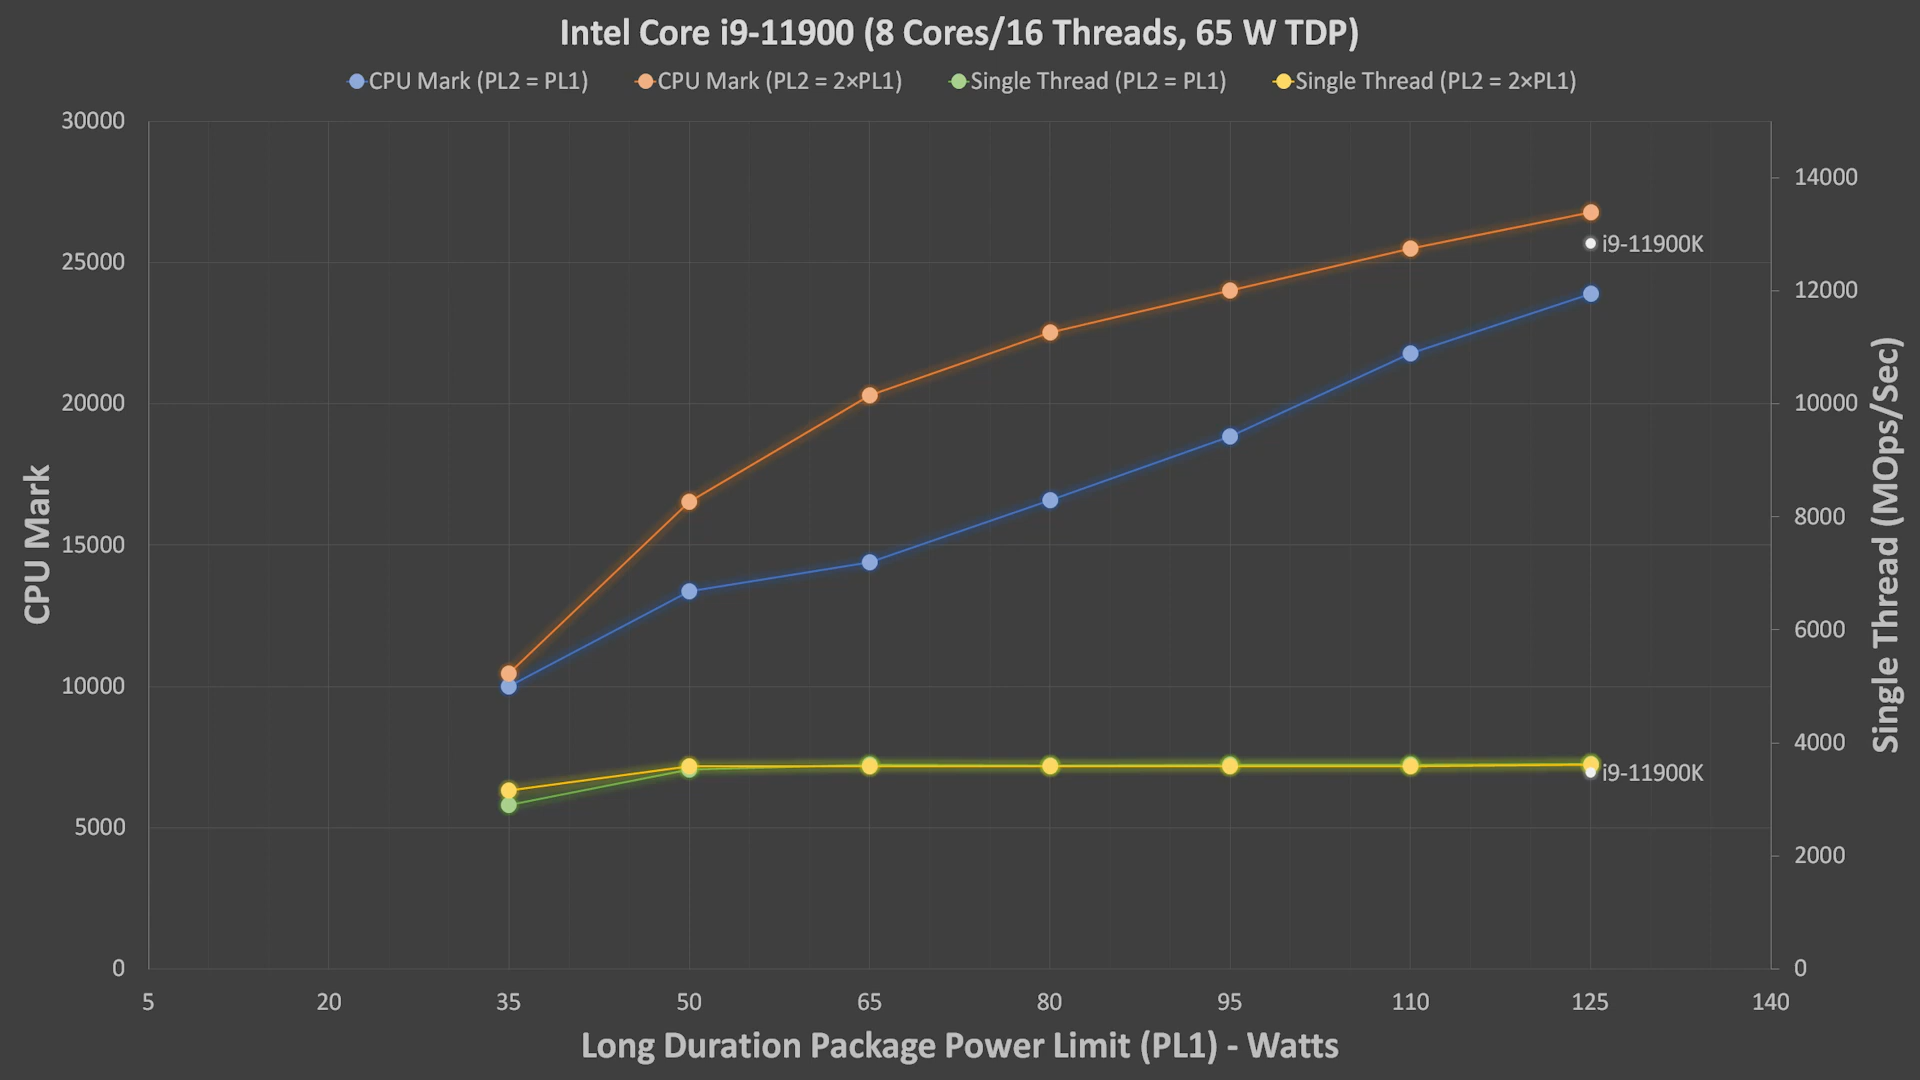 Intel Core i9-11900 (8 Cores/16 Threads, 65 W TDP)
CPU Mark (PL2 = PL1) CPU Mark (PL2 = 2×PL1) Single Thread (PL2 = PL1) Single Thread (PL2 = 2×PL1)
30000
25000
20000
15000
10000
5000
0
CPU Mark
14000
12000
10000
8000
6000
4000
2000
0
Single Thread (MOps/Sec)
i9-11900K
i9-11900K
5 20 35 50 65 80 95 110 125 140
Long Duration Package Power Limit (PL1) - Watts